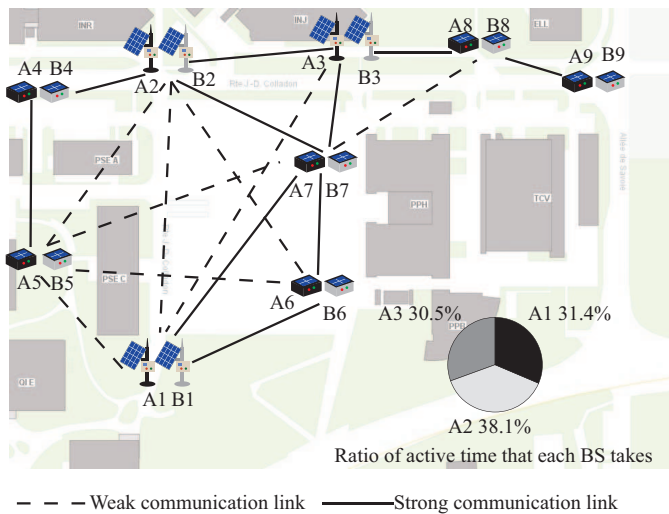 INR
INJ
ELL
A8 B8
A9 B9
A4 B4
A2
B2
A3
B3
Rte J.-D. Colladon
PSE A
A7 B7
PPH
TCV
A5 B5
PSE C
A6
B6
A3 30.5% A1 31.4%
PPB
A1 B1
A2 38.1%
Ratio of active time that each BS takes
Weak communication link Strong communication link